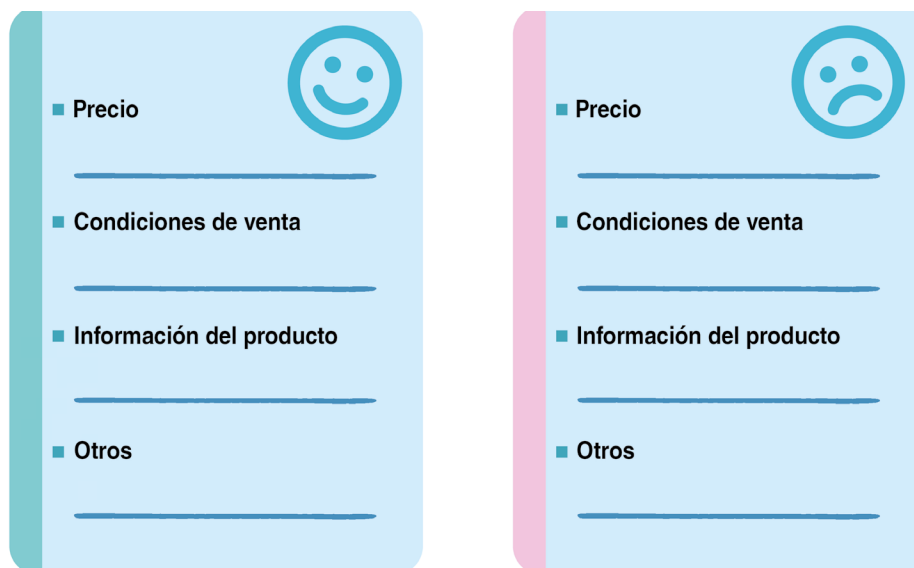 Precio
Condiciones de venta
Información del producto
Otros
Precio
Condiciones de venta
Información del producto
Otros